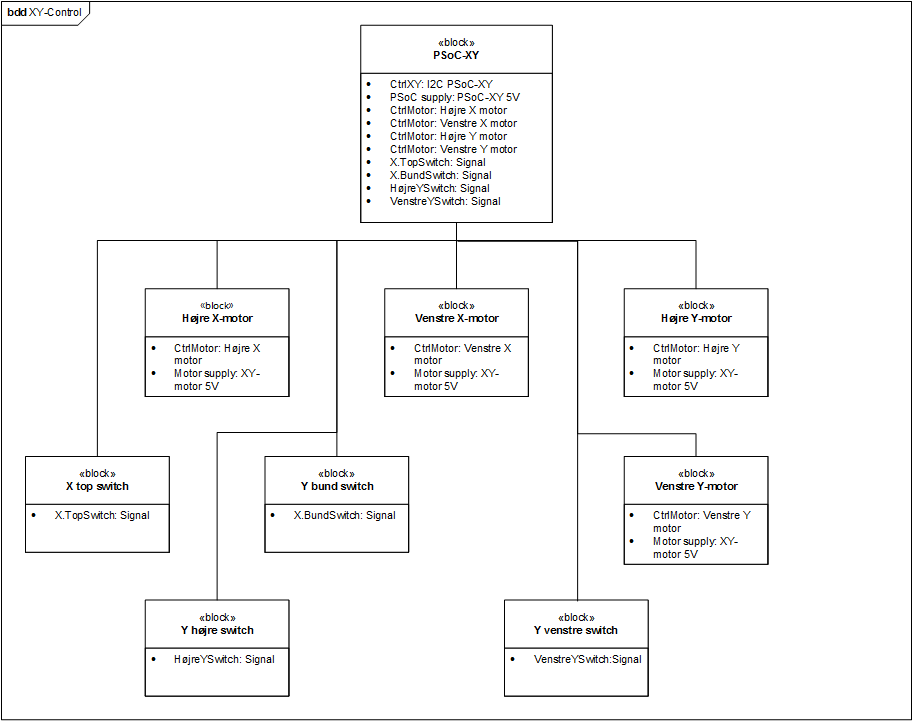 bdd XY-Control
«block»
PSoC-XY
• CtrlXY: I2C PSoC-XY
• PSoC supply: PSoC-XY 5V
• CtrlMotor: Højre X motor
• CtrlMotor: Venstre X motor
• CtrlMotor: Højre Y motor
• CtrlMotor: Venstre Y motor
• X.TopSwitch: Signal
• X.BundSwitch: Signal
• HøjreYSwitch: Signal
• VenstreYSwitch: Signal
«block»
Højre X-motor
• CtrlMotor: Højre X
motor
• Motor supply: XY-
motor 5V
«block»
Venstre X-motor
• CtrlMotor: Venstre X
motor
• Motor supply: XY-
motor 5V
«block»
Højre Y-motor
• CtrlMotor: Højre Y
motor
• Motor supply: XY-
motor 5V
«block»
X top switch
• X.TopSwitch: Signal
«block»
Y bund switch
• X.BundSwitch: Signal
«block»
Venstre Y-motor
• CtrlMotor: Venstre Y
motor
• Motor supply: XY-
motor 5V
«block»
Y højre switch
• HøjreYSwitch: Signal
«block»
Y venstre switch
• VenstreYSwitch:Signal